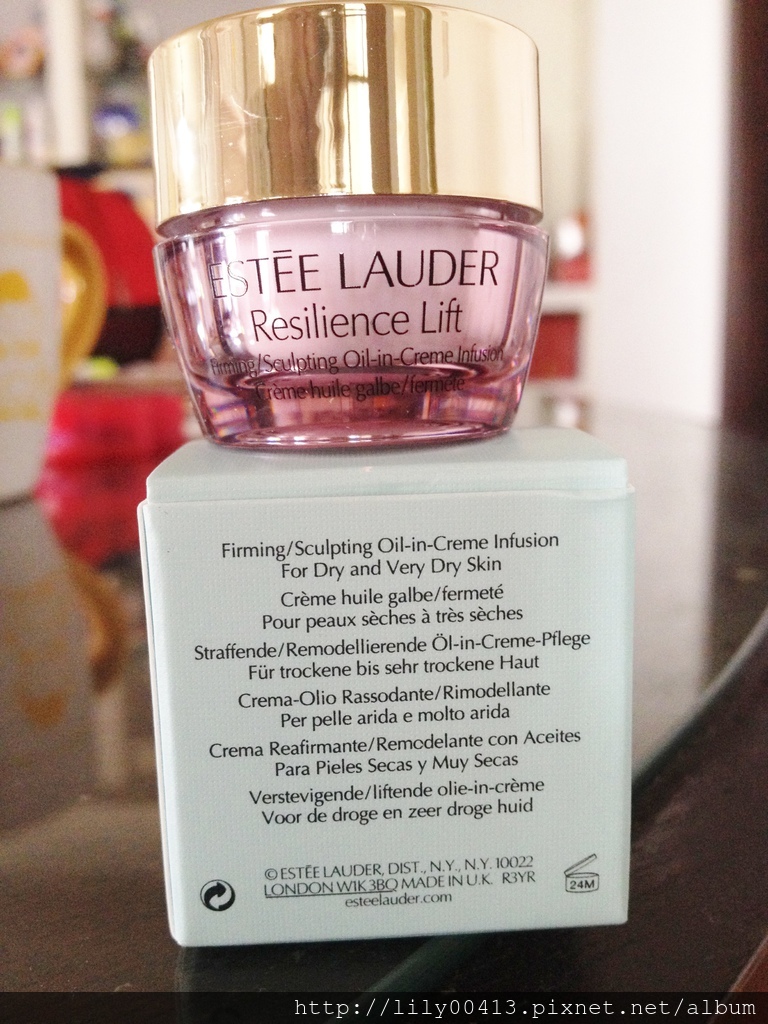 ESTĒE LAUDER
Resilience Lift
Firming/Sculpting Oil-in-Creme Infusion
Crème huile galbe/fermeté
Firming/Sculpting Oil-in-Creme Infusion
For Dry and Very Dry Skin
Crème huile galbe/fermeté
Pour peaux sèches à très sèches
Straffende/Remodellierende Öl-in-Creme-Pflege
Für trockene bis sehr trockene Haut
Crema-Olio Rassodante/Rimodellante
Per pelle arida e molto arida
Crema Reafirmante/Remodelante con Aceites
Para Pieles Secas y Muy Secas
Verstevigende/liftende olie-in-crème
Voor de droge en zeer droge huid
© ESTĒE LAUDER, DIST., N.Y., N.Y. 10022
LONDON W1K 3BQ MADE IN U.K. R3YR
esteelauder.com
24M
http://lily00413.pixnet.net/album